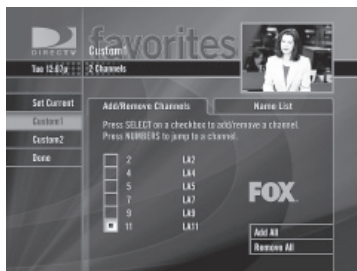 DIRECTV
favorites
Custom1
Tue 12:07p
2 Channels
Set Current
Custom1
Custom2
Done
Add/Remove Channels
Name List
Press SELECT on a checkbox to add/remove a channel.
Press NUMBERS to jump to a channel.
2 LA2
4 LA4
5 LA5
7 LA7
9 LA9
11 LA11
FOX
Add All
Remove All